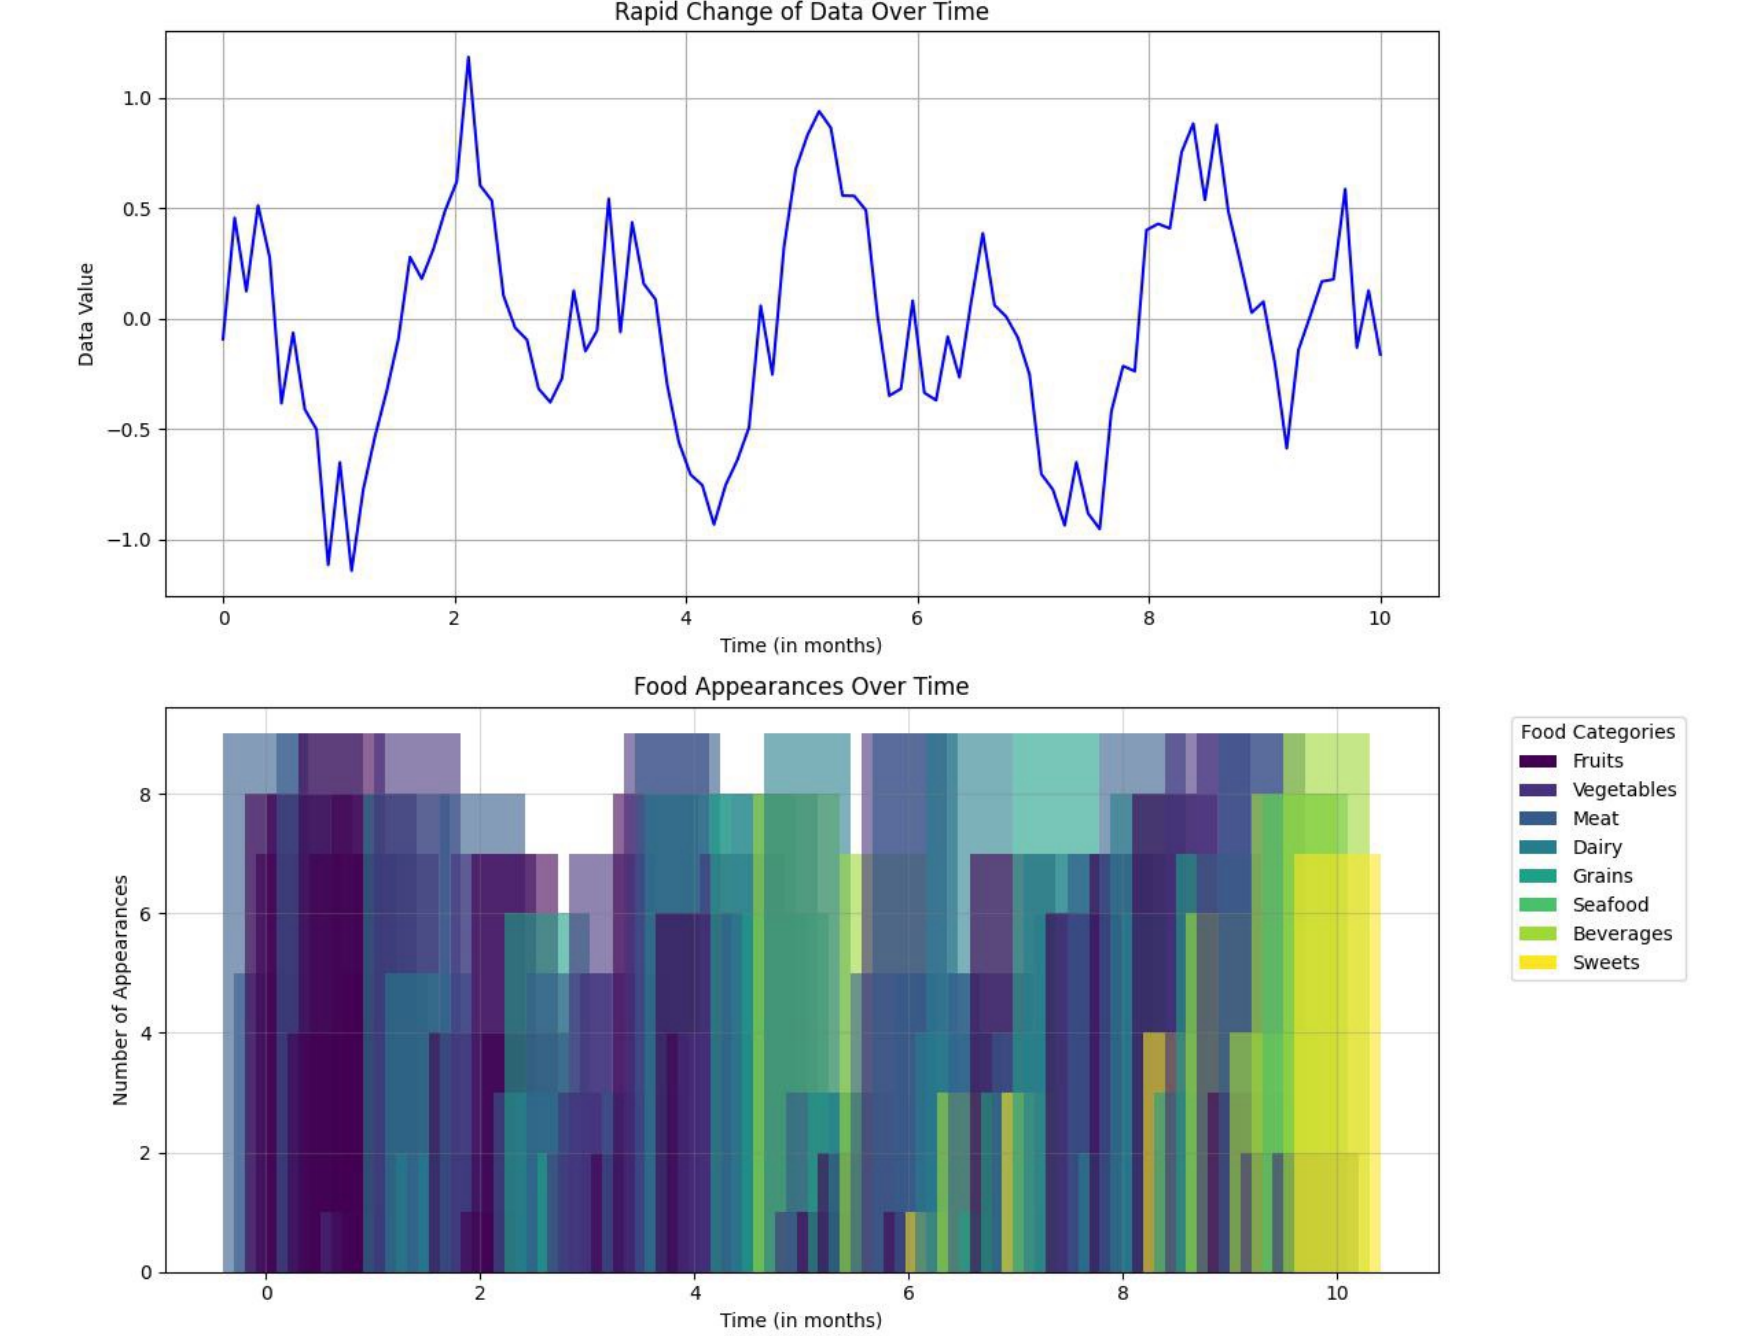 Rapid Change of Data Over Time
1.0
0.5
0.0
−0.5
−1.0
Data Value
0 2 4 6 8 10
Time (in months)
Food Appearances Over Time
8
6
4
2
0
Number of Appearances
0 2 4 6 8 10
Time (in months)
Food Categories
Fruits
Vegetables
Meat
Dairy
Grains
Seafood
Beverages
Sweets